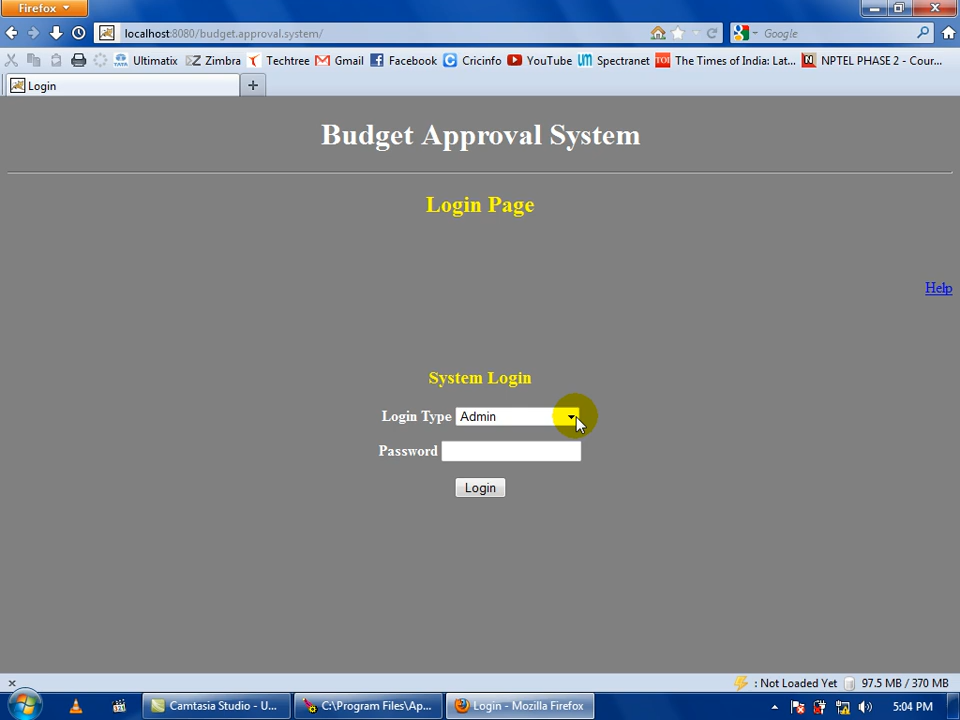 Firefox
localhost:8080/budget.approval.system/
Google
Ultimatix Zimbra Techtree Gmail Facebook Cricinfo YouTube Spectranet The Times of India: Lat... NPTEL PHASE 2 - Cour...
Login
Budget Approval System
Login Page
Help
System Login
Login Type Admin
Password
Login
: Not Loaded Yet 97.5 MB / 370 MB
Camtasia Studio - U... C:\Program Files\Ap... Login - Mozilla Firefox 5:04 PM